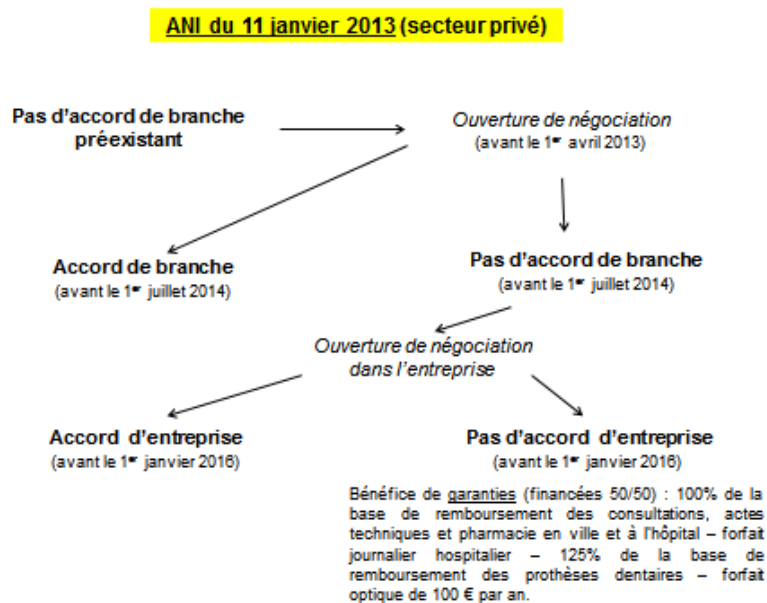 ANI du 11 janvier 2013 (secteur privé)
Pas d'accord de branche
préexistant
Ouverture de négociation
(avant le 1er avril 2013)
Accord de branche
(avant le 1er juillet 2014)
Pas d'accord de branche
(avant le 1er juillet 2014)
Ouverture de négociation
dans l'entreprise
Accord d'entreprise
(avant le 1er janvier 2016)
Pas d'accord d'entreprise
(avant le 1er janvier 2016)
Bénéfice de garanties (financées 50/50) : 100% de la
base de remboursement des consultations, actes
techniques et pharmacie en ville et à l'hôpital – forfait
journalier hospitalier – 125% de la base de
remboursement des prothèses dentaires – forfait
optique de 100 € par an.